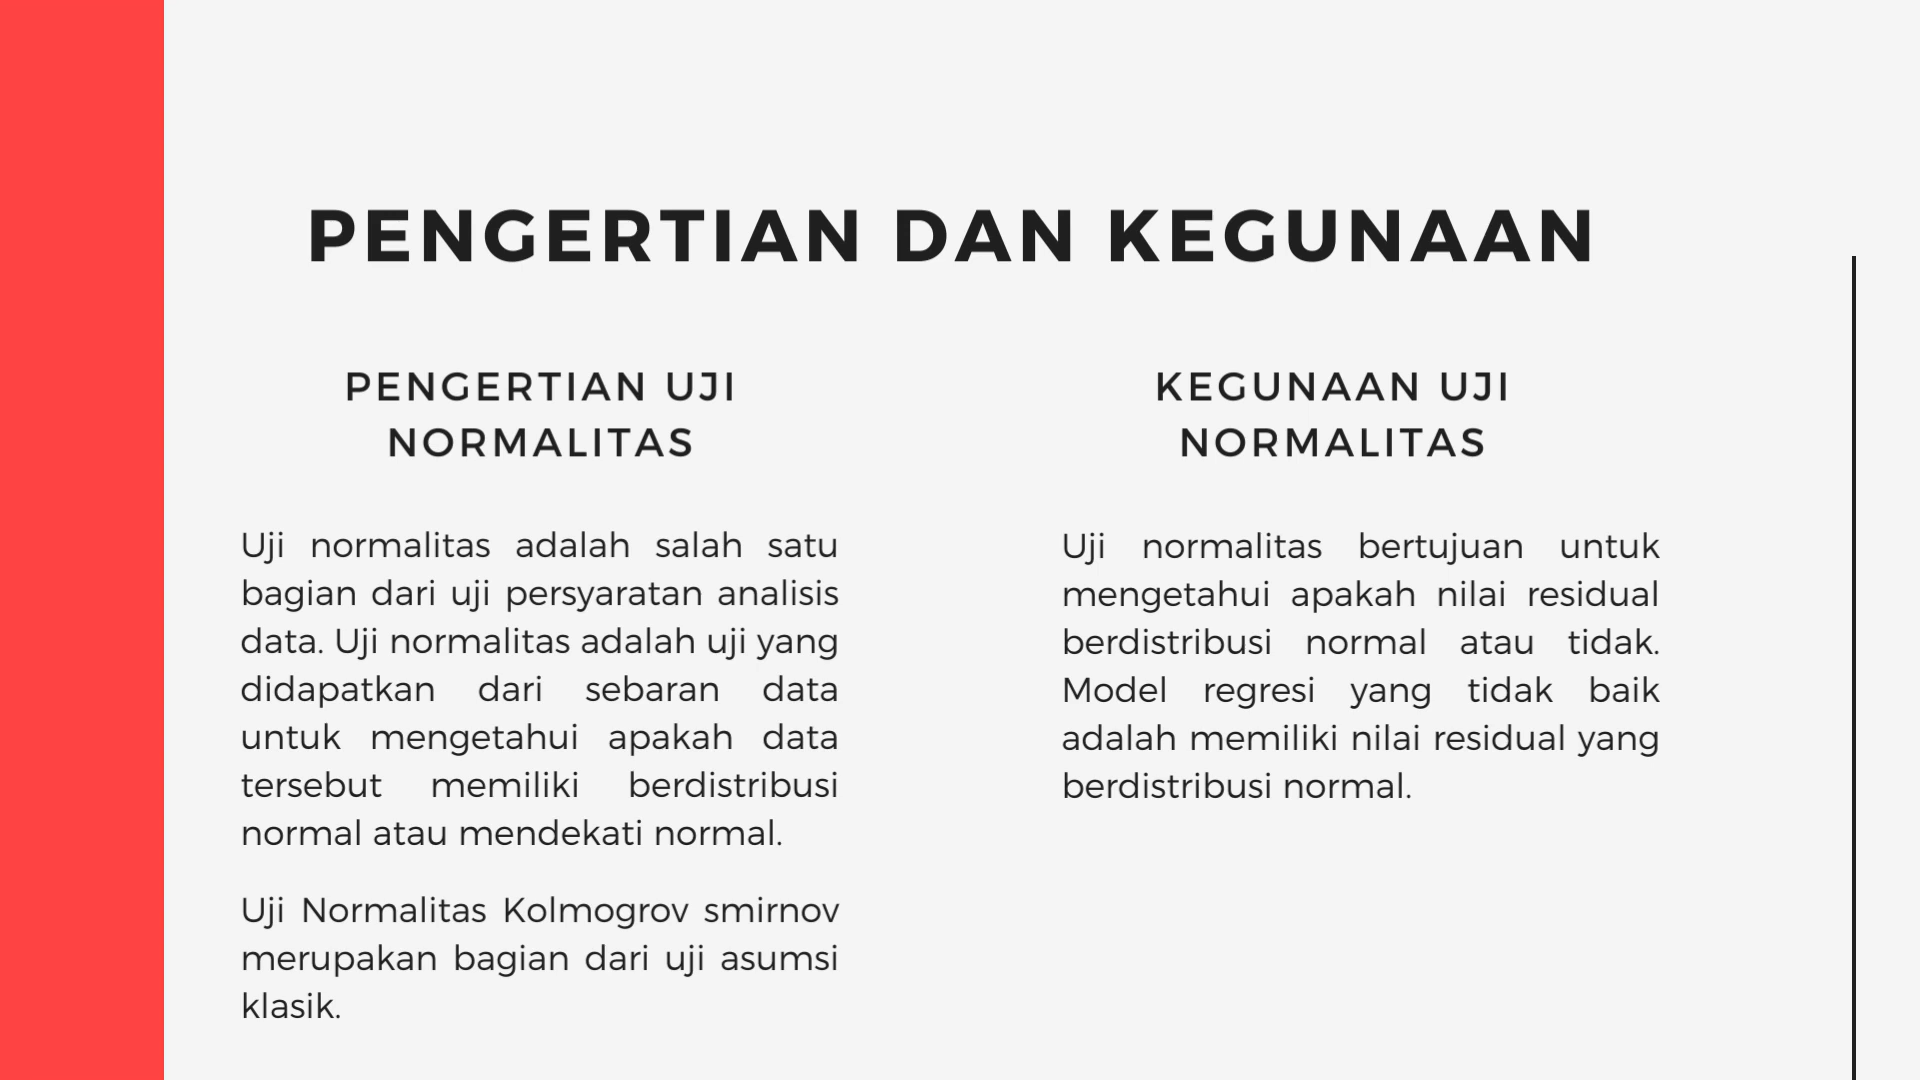 PENGERTIAN DAN KEGUNAAN
PENGERTIAN UJI
NORMALITAS
Uji normalitas adalah salah satu
bagian dari uji persyaratan analisis
data. Uji normalitas adalah uji yang
didapatkan dari sebaran data
untuk mengetahui apakah data
tersebut memiliki berdistribusi
normal atau mendekati normal.
Uji Normalitas Kolmogrov smirnov
merupakan bagian dari uji asumsi
klasik.
KEGUNAAN UJI
NORMALITAS
Uji normalitas bertujuan untuk
mengetahui apakah nilai residual
berdistribusi normal atau tidak.
Model regresi yang tidak baik
adalah memiliki nilai residual yang
berdistribusi normal.